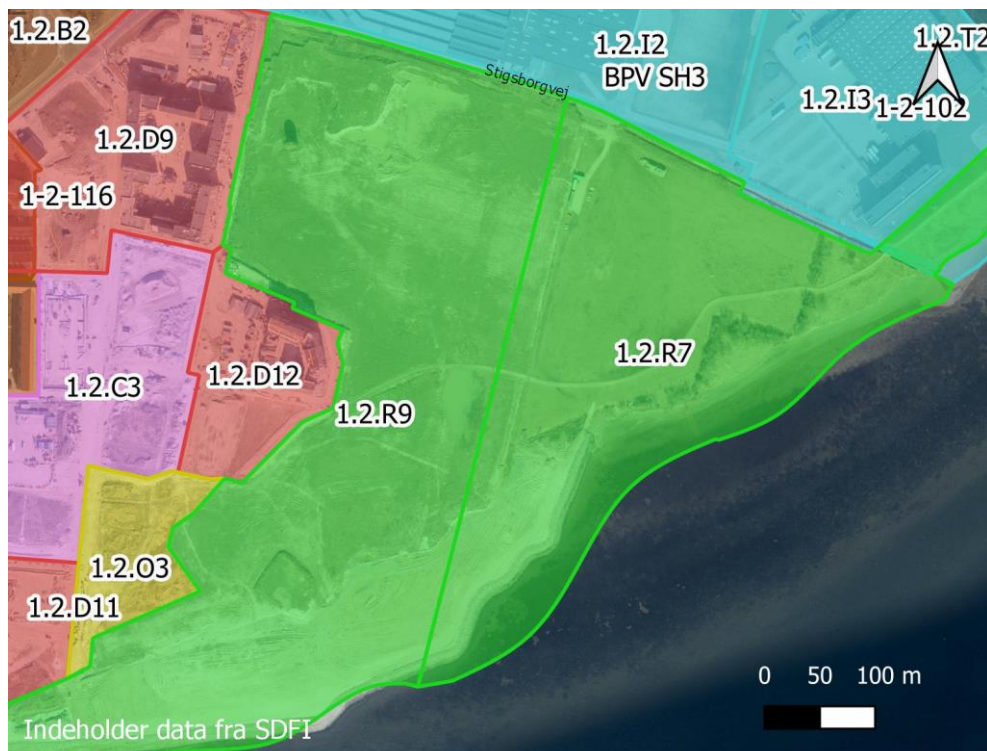 1.2.B2
1.2.I2
BPV SH3
1.2.T2
Stigsborgvej
1.2.I3
1-2-102
1.2.D9
1-2-116
1.2.R7
1.2.D12
1.2.C3
1.2.R9
1.2.O3
1.2.D11
0 50 100 m
Indeholder data fra SDFI